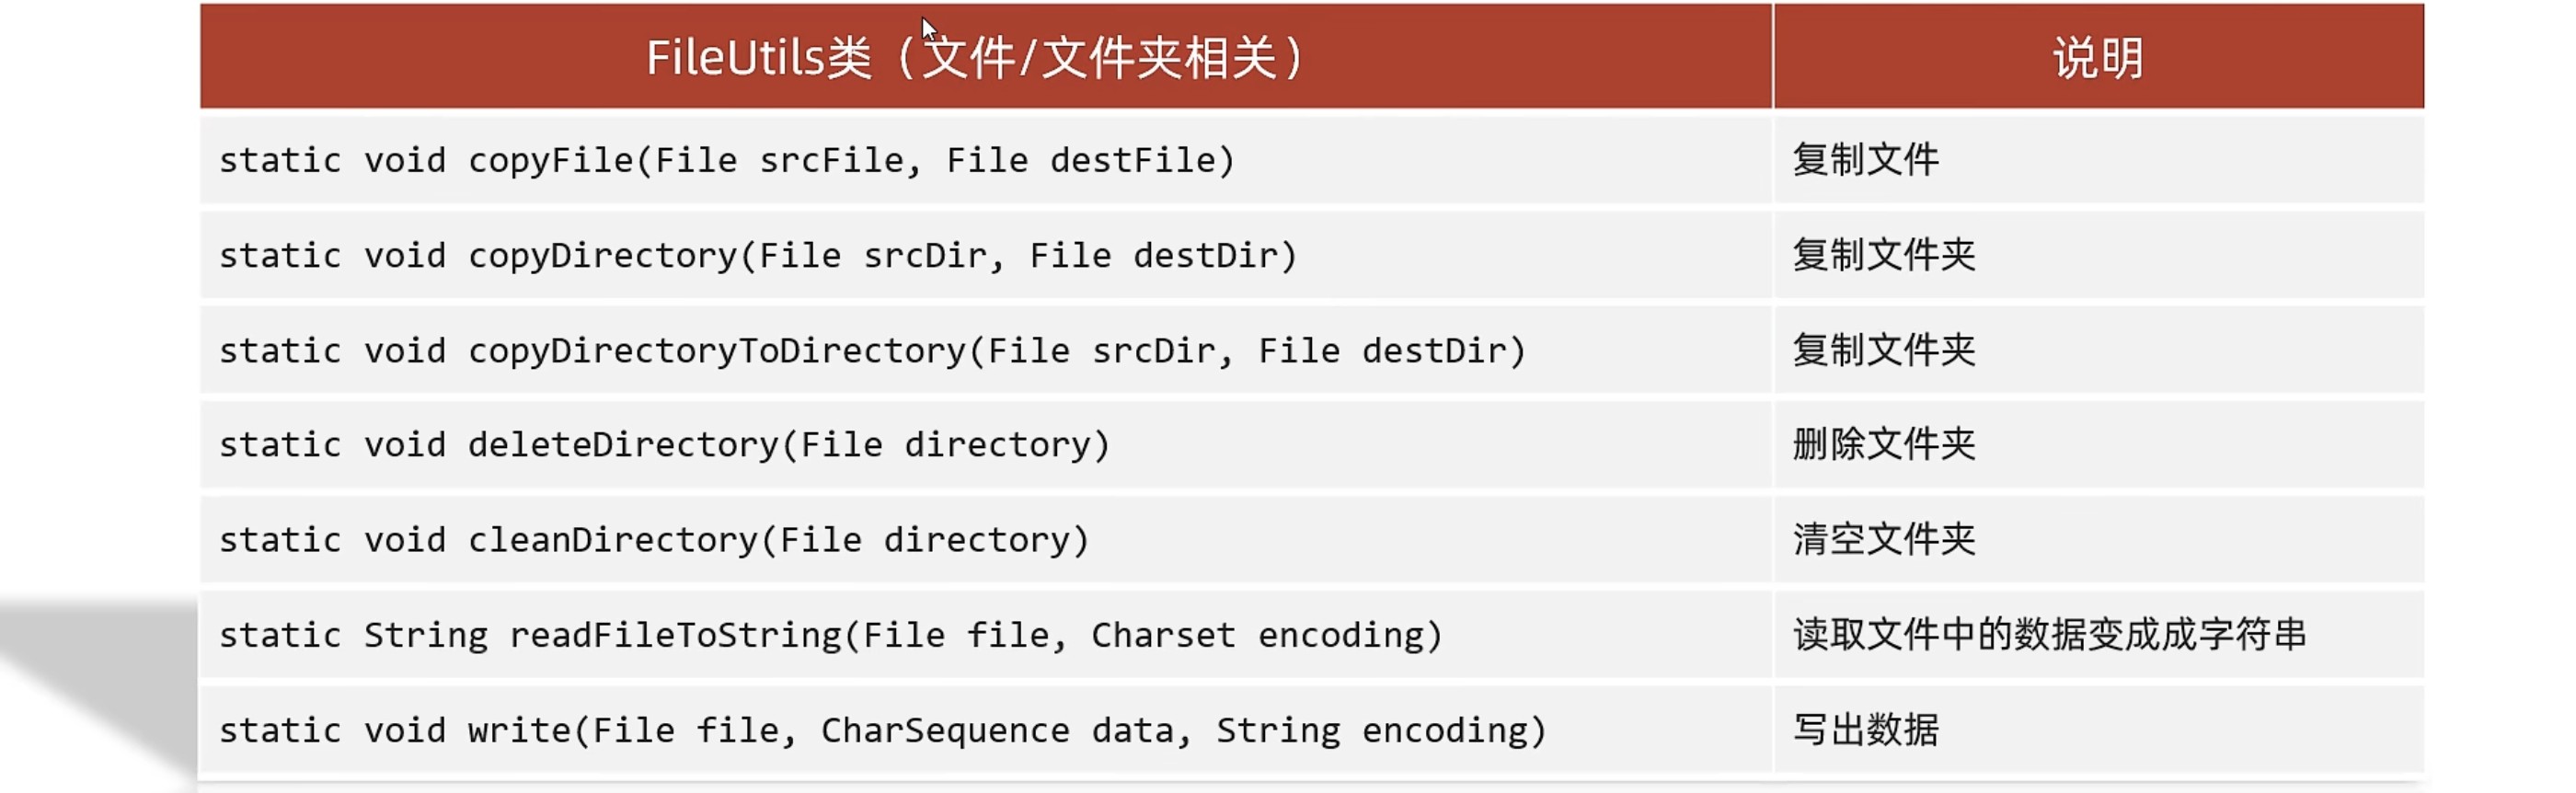 FileUtils类（文件/文件夹相关） 说明
static void copyFile(File srcFile, File destFile) 复制文件
static void copyDirectory(File srcDir, File destDir) 复制文件夹
static void copyDirectoryToDirectory(File srcDir, File destDir) 复制文件夹
static void deleteDirectory(File directory) 删除文件夹
static void cleanDirectory(File directory) 清空文件夹
static String readFileToString(File file, Charset encoding) 读取文件中的数据变成成字符串
static void write(File file, CharSequence data, String encoding) 写出数据